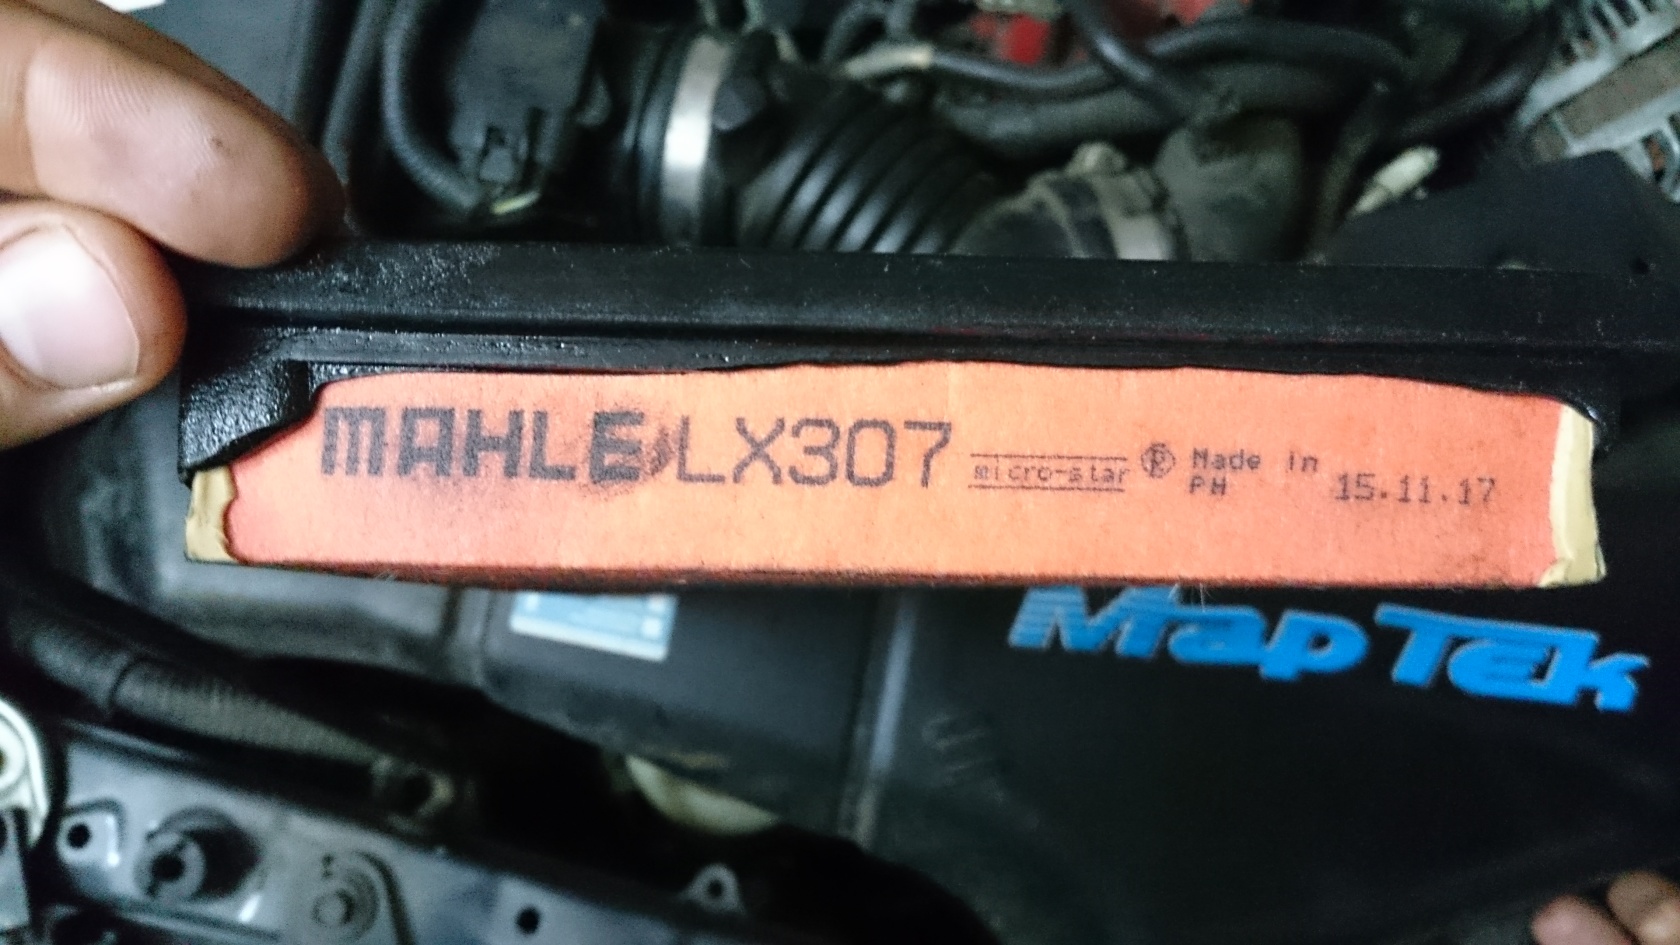 MAHLE LX307 micro-star ® Made in
PH 15.11.17
MapTek